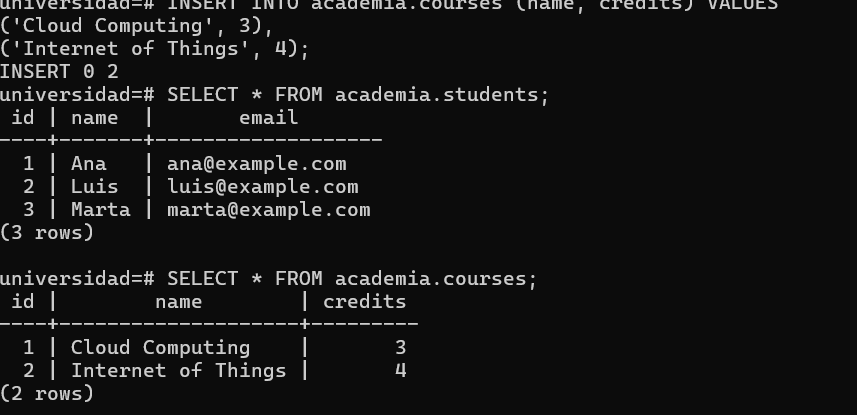 universidad=# INSERT INTO academia.courses (name, credits) VALUES
('Cloud Computing', 3),
('Internet of Things', 4);
INSERT 0 2
universidad=# SELECT * FROM academia.students;
 id | name  |       email
----+-------+-------------------
  1 | Ana   | ana@example.com
  2 | Luis  | luis@example.com
  3 | Marta | marta@example.com
(3 rows)

universidad=# SELECT * FROM academia.courses;
 id |        name        | credits
----+--------------------+---------
  1 | Cloud Computing    |       3
  2 | Internet of Things |       4
(2 rows)